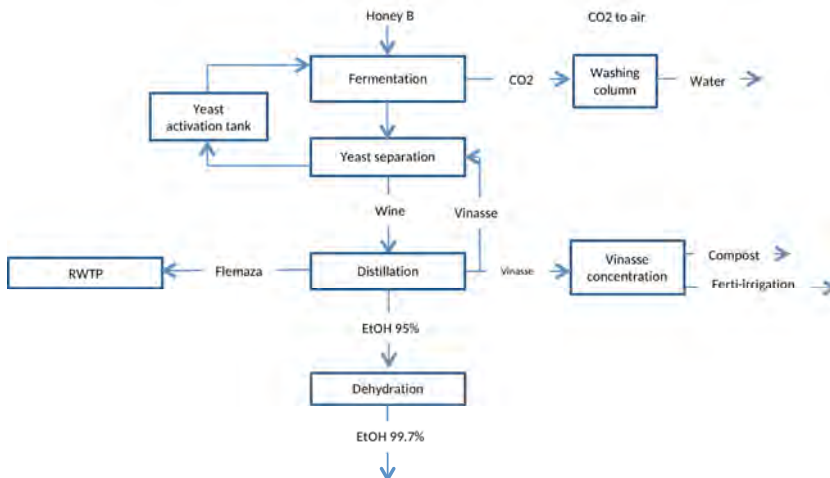 Honey B
CO2 to air
Fermentation
CO2
Washing
column
Water
Yeast
activation tank
Yeast separation
Wine
Vinasse
RWTP
Flemaza
Distillation
Vinasse
Vinasse
concentration
Compost
Ferti-irrigation
EtOH 95%
Dehydration
EtOH 99.7%